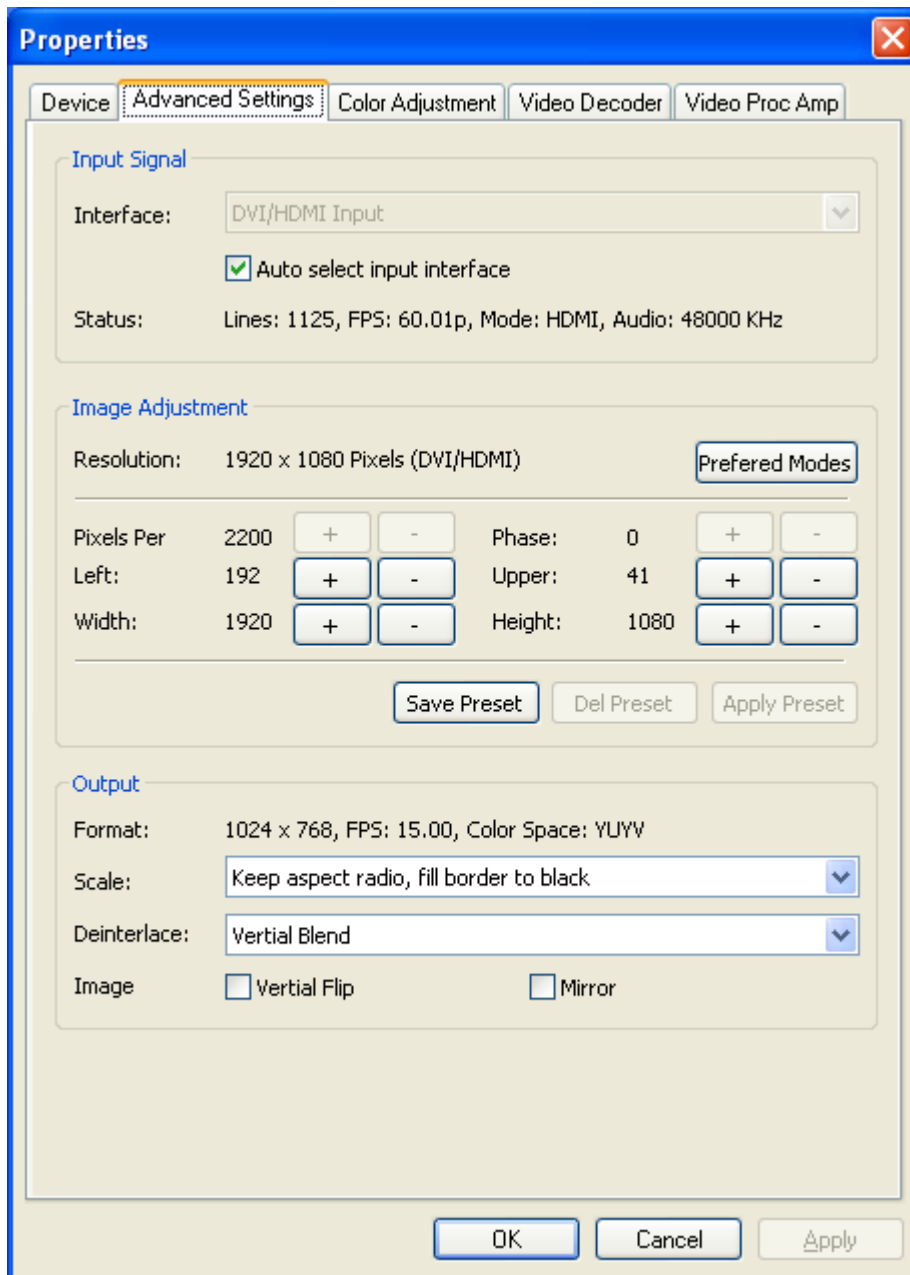 Properties
Device Advanced Settings Color Adjustment Video Decoder Video Proc Amp
Input Signal
Interface: DVI/HDMI Input
Auto select input interface
Status: Lines: 1125, FPS: 60.01p, Mode: HDMI, Audio: 48000 KHz
Image Adjustment
Resolution: 1920 x 1080 Pixels (DVI/HDMI) Prefered Modes
Pixels Per 2200 + - Phase: 0 + -
Left: 192 + - Upper: 41 + -
Width: 1920 + - Height: 1080 + -
Save Preset Del Preset Apply Preset
Output
Format: 1024 x 768, FPS: 15.00, Color Space: YUYV
Scale: Keep aspect radio, fill border to black
Deinterlace: Vertial Blend
Image Vertial Flip Mirror
OK Cancel Apply